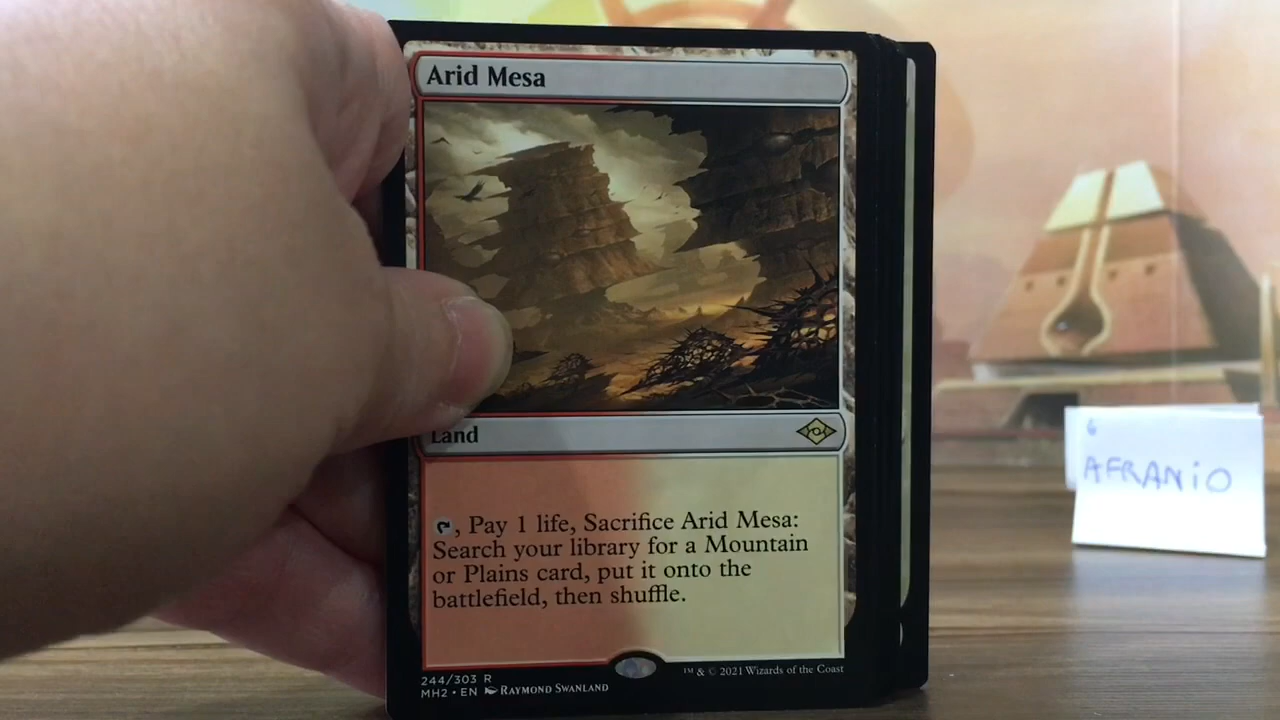 Arid Mesa
Land
, Pay 1 life, Sacrifice Arid Mesa:
Search your library for a Mountain
or Plains card, put it onto the
battlefield, then shuffle.
244/303 R
MH2 • EN RAYMOND SWANLAND
™ & © 2021 Wizards of the Coast
6
AFRANiO